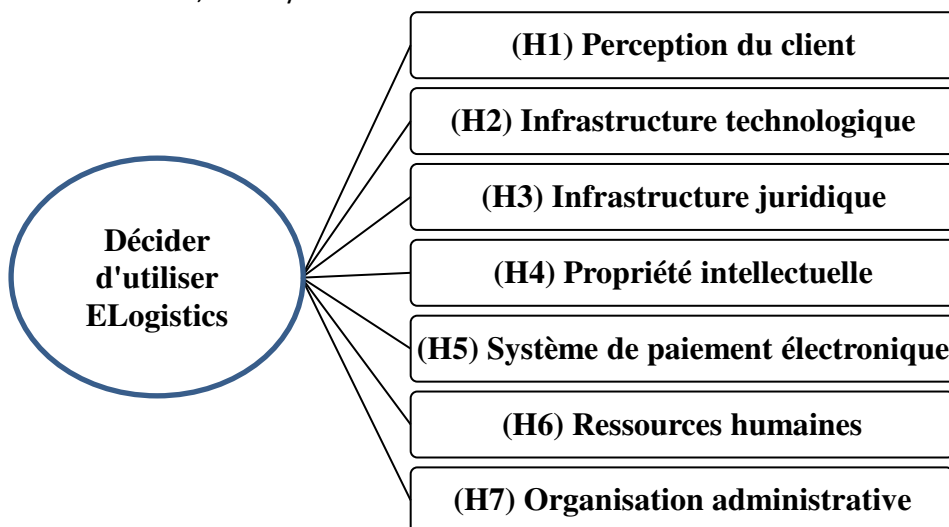 (H1) Perception du client
(H2) Infrastructure technologique
(H3) Infrastructure juridique
Décider
d'utiliser
ELogistics
(H4) Propriété intellectuelle
(H5) Système de paiement électronique
(H6) Ressources humaines
(H7) Organisation administrative